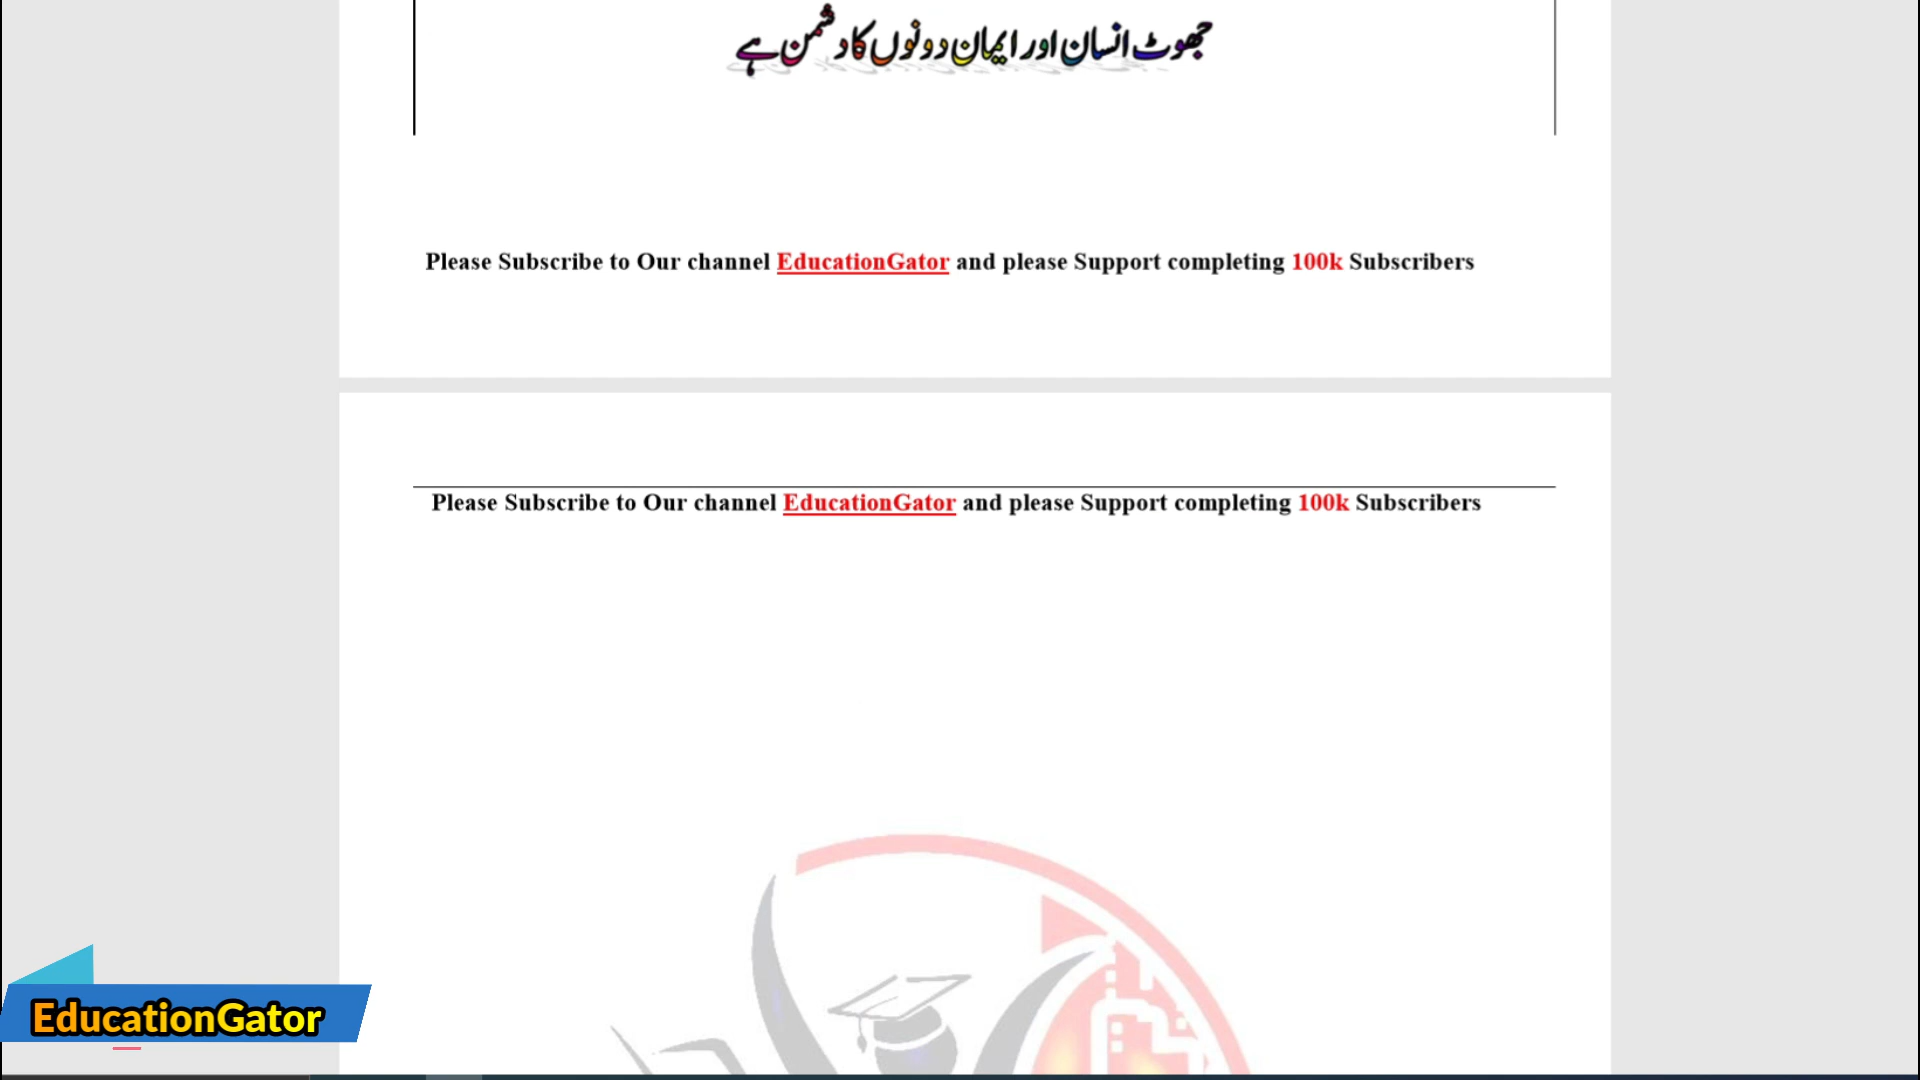 جھوٹ انسان اور ایمان دونوں کا دشمن ہے
Please Subscribe to Our channel EducationGator and please Support completing 100k Subscribers
Please Subscribe to Our channel EducationGator and please Support completing 100k Subscribers
EducationGator